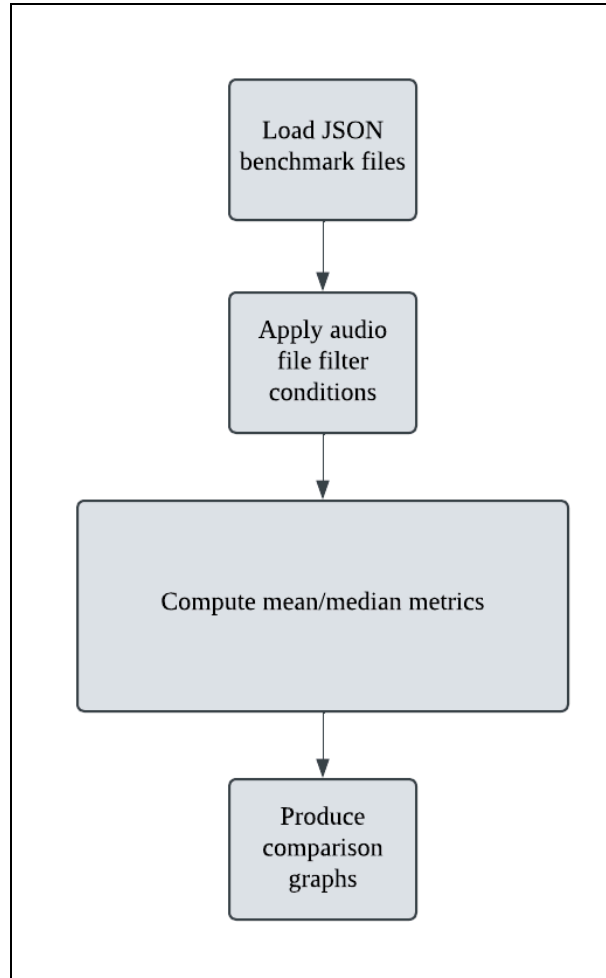 Load JSON
benchmark files
Apply audio
file filter
conditions
Compute mean/median metrics
Produce
comparison
graphs